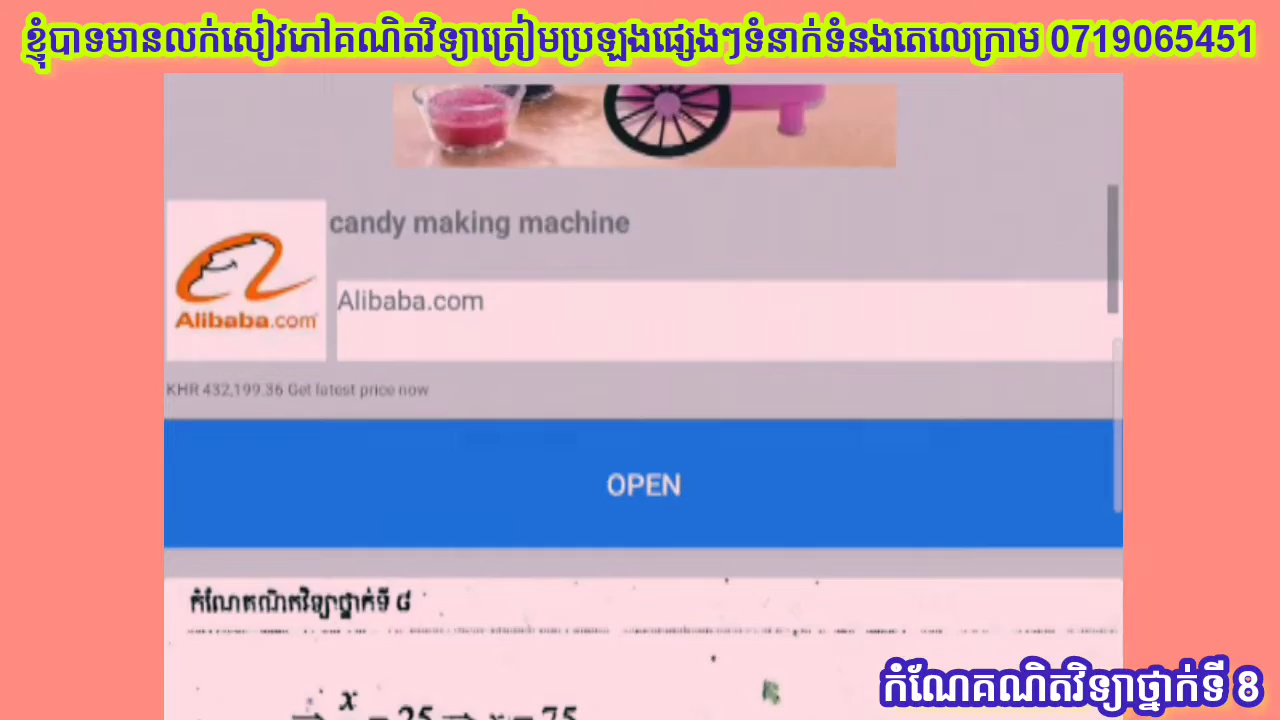 ខ្ញុំបាទមានលក់សៀវភៅគណិតវិទ្យាត្រៀមប្រឡងផ្សេងៗទំនាក់ទំនងតេលេក្រាម 0719065451
candy making machine
Alibaba.com
Alibaba.com
KHR 432,199.36 Get latest price now
OPEN
កំណែគណិតវិទ្យាថ្នាក់ទី ៨
កំណែគណិតវិទ្យាថ្នាក់ទី 8